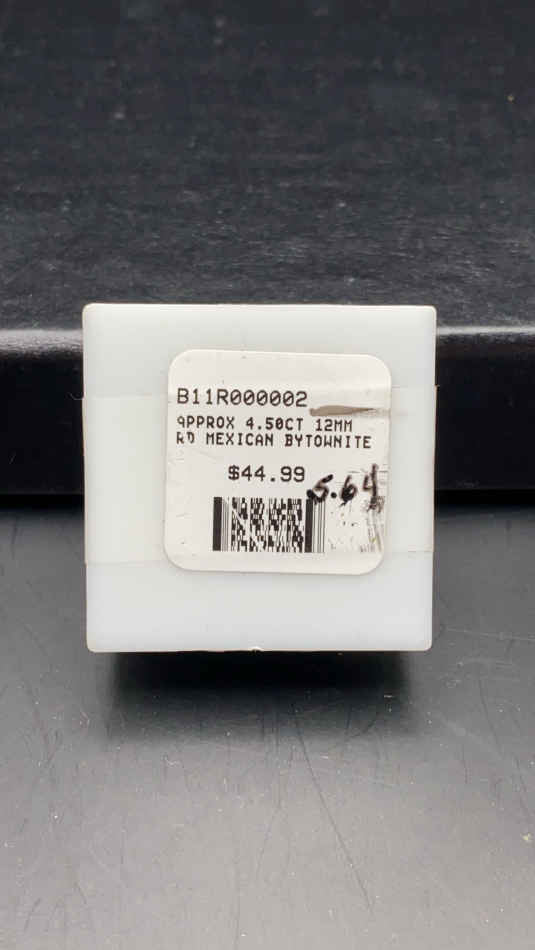 B11R000002
APPROX 4.50CT 12MM
RD MEXICAN BYTOWNITE
$44.99
5.64